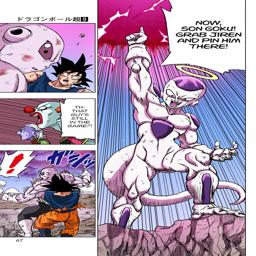 ドラゴンボール超 9
NOW,
SON GOKU!
GRAB JIREN
AND PIN HIM
THERE!
TH-
THAT
GUY'S STILL
IN THE
GAME?!
67